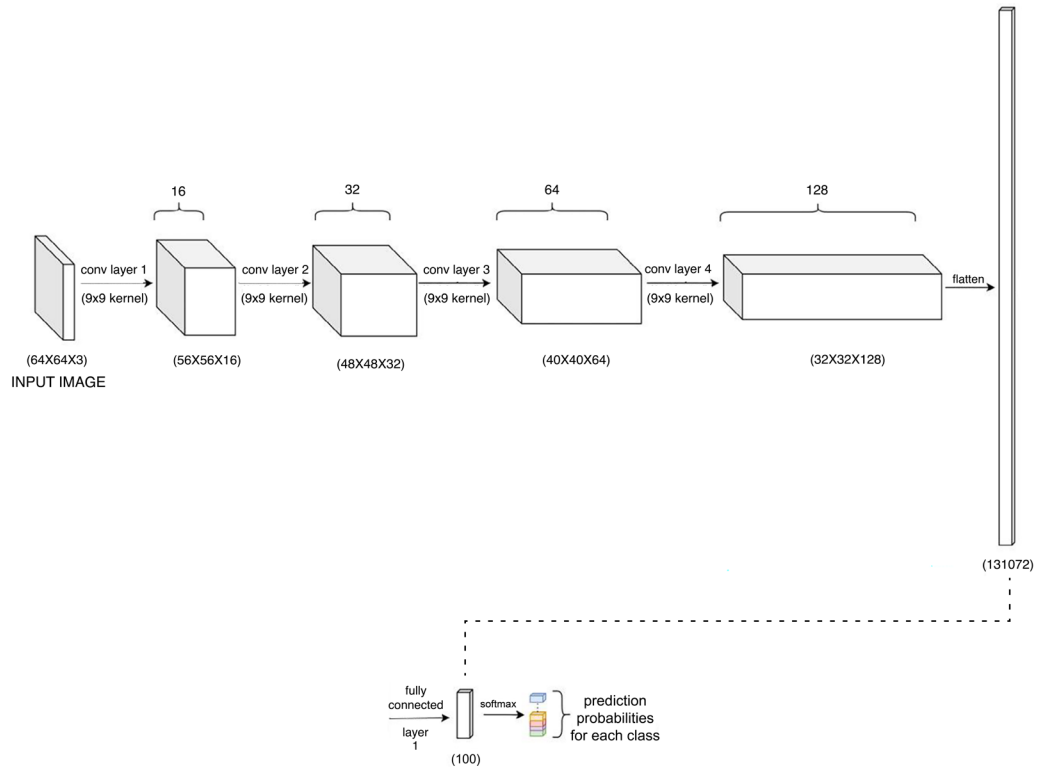 16
32
64
128
conv layer 1
(9x9 kernel)
conv layer 2
(9x9 kernel)
conv layer 3
(9x9 kernel)
conv layer 4
(9x9 kernel)
flatten
(64X64X3)
INPUT IMAGE
(56X56X16)
(48X48X32)
(40X40X64)
(32X32X128)
(131072)
fully
connected
layer
1
(100)
softmax
prediction
probabilities
for each class